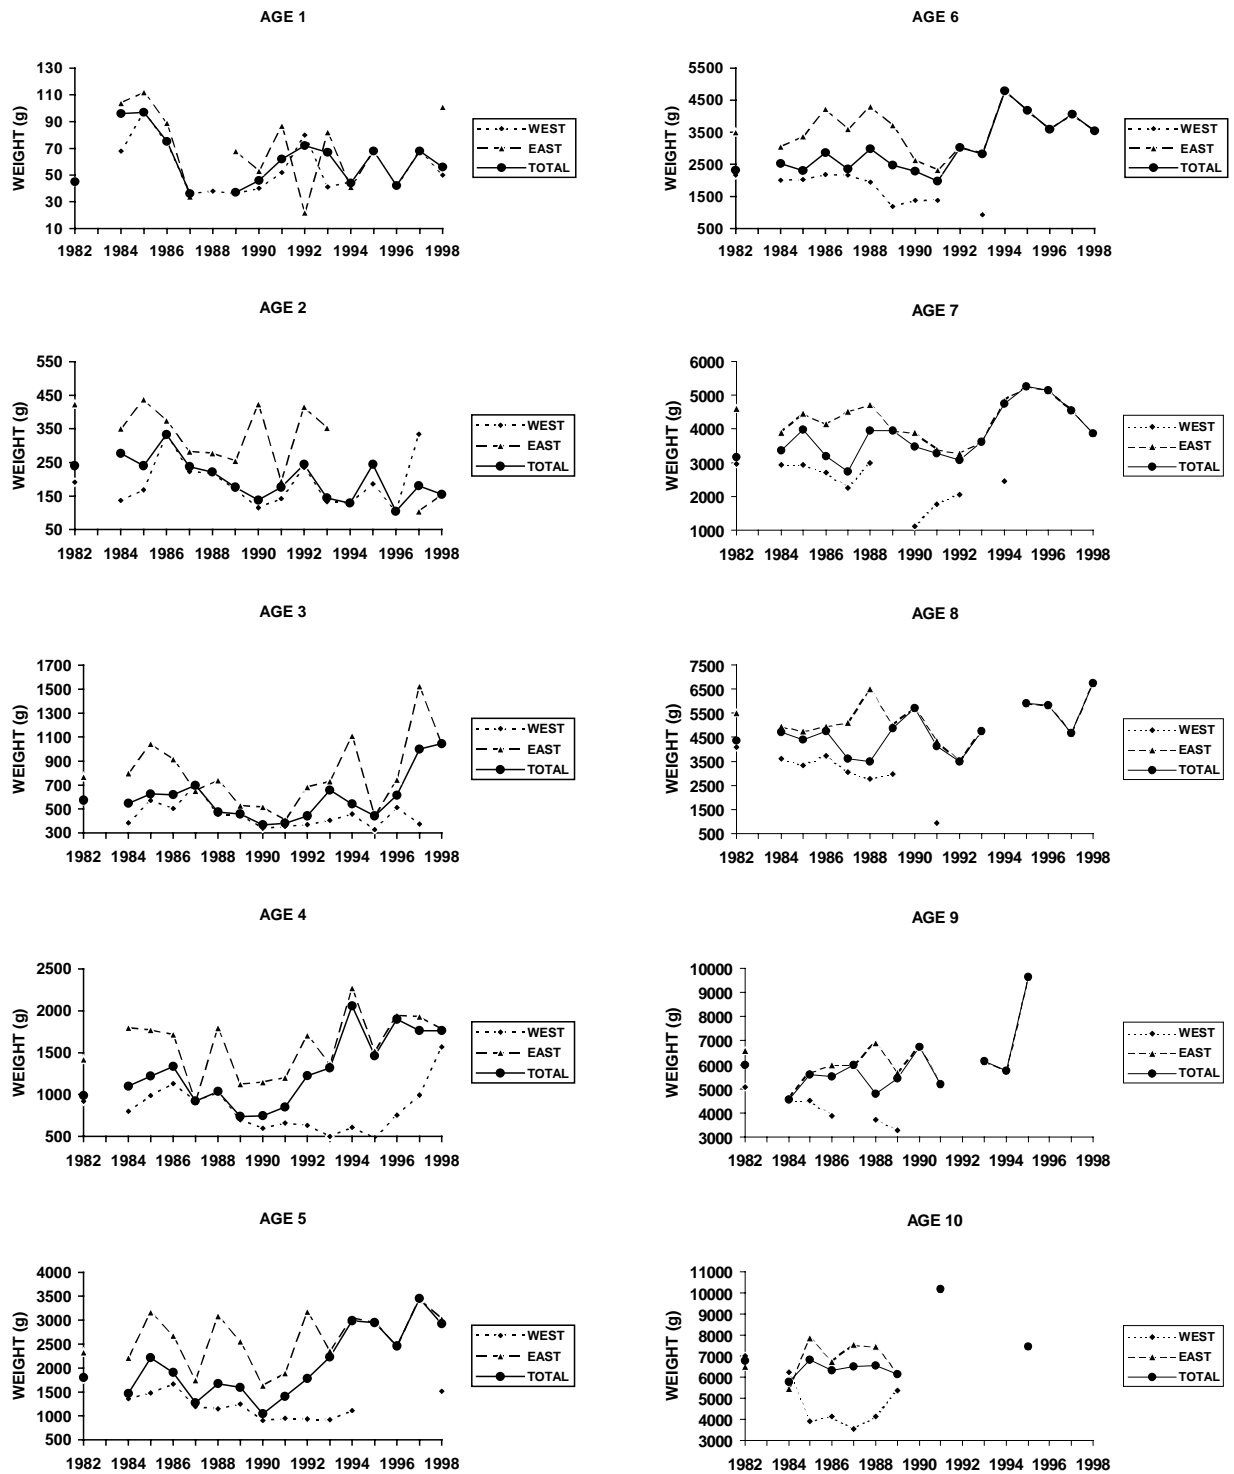 AGE 1
WEIGHT (g)
130
110
90
70
50
30
10
1982 1984 1986 1988 1990 1992 1994 1996 1998
WEST
EAST
TOTAL
AGE 2
WEIGHT (g)
550
450
350
250
150
50
1982 1984 1986 1988 1990 1992 1994 1996 1998
WEST
EAST
TOTAL
AGE 3
WEIGHT (g)
1700
1500
1300
1100
900
700
500
300
1982 1984 1986 1988 1990 1992 1994 1996 1998
WEST
EAST
TOTAL
AGE 4
WEIGHT (g)
2500
2000
1500
1000
500
1982 1984 1986 1988 1990 1992 1994 1996 1998
WEST
EAST
TOTAL
AGE 5
WEIGHT (g)
4000
3500
3000
2500
2000
1500
1000
500
1982 1984 1986 1988 1990 1992 1994 1996 1998
WEST
EAST
TOTAL
AGE 6
WEIGHT (g)
5500
4500
3500
2500
1500
500
1982 1984 1986 1988 1990 1992 1994 1996 1998
WEST
EAST
TOTAL
AGE 7
WEIGHT (g)
6000
5000
4000
3000
2000
1000
1982 1984 1986 1988 1990 1992 1994 1996 1998
WEST
EAST
TOTAL
AGE 8
WEIGHT (g)
7500
6500
5500
4500
3500
2500
1500
500
1982 1984 1986 1988 1990 1992 1994 1996 1998
WEST
EAST
TOTAL
AGE 9
WEIGHT (g)
10000
9000
8000
7000
6000
5000
4000
3000
1982 1984 1986 1988 1990 1992 1994 1996 1998
WEST
EAST
TOTAL
AGE 10
WEIGHT (g)
11000
10000
9000
8000
7000
6000
5000
4000
3000
1982 1984 1986 1988 1990 1992 1994 1996 1998
WEST
EAST
TOTAL